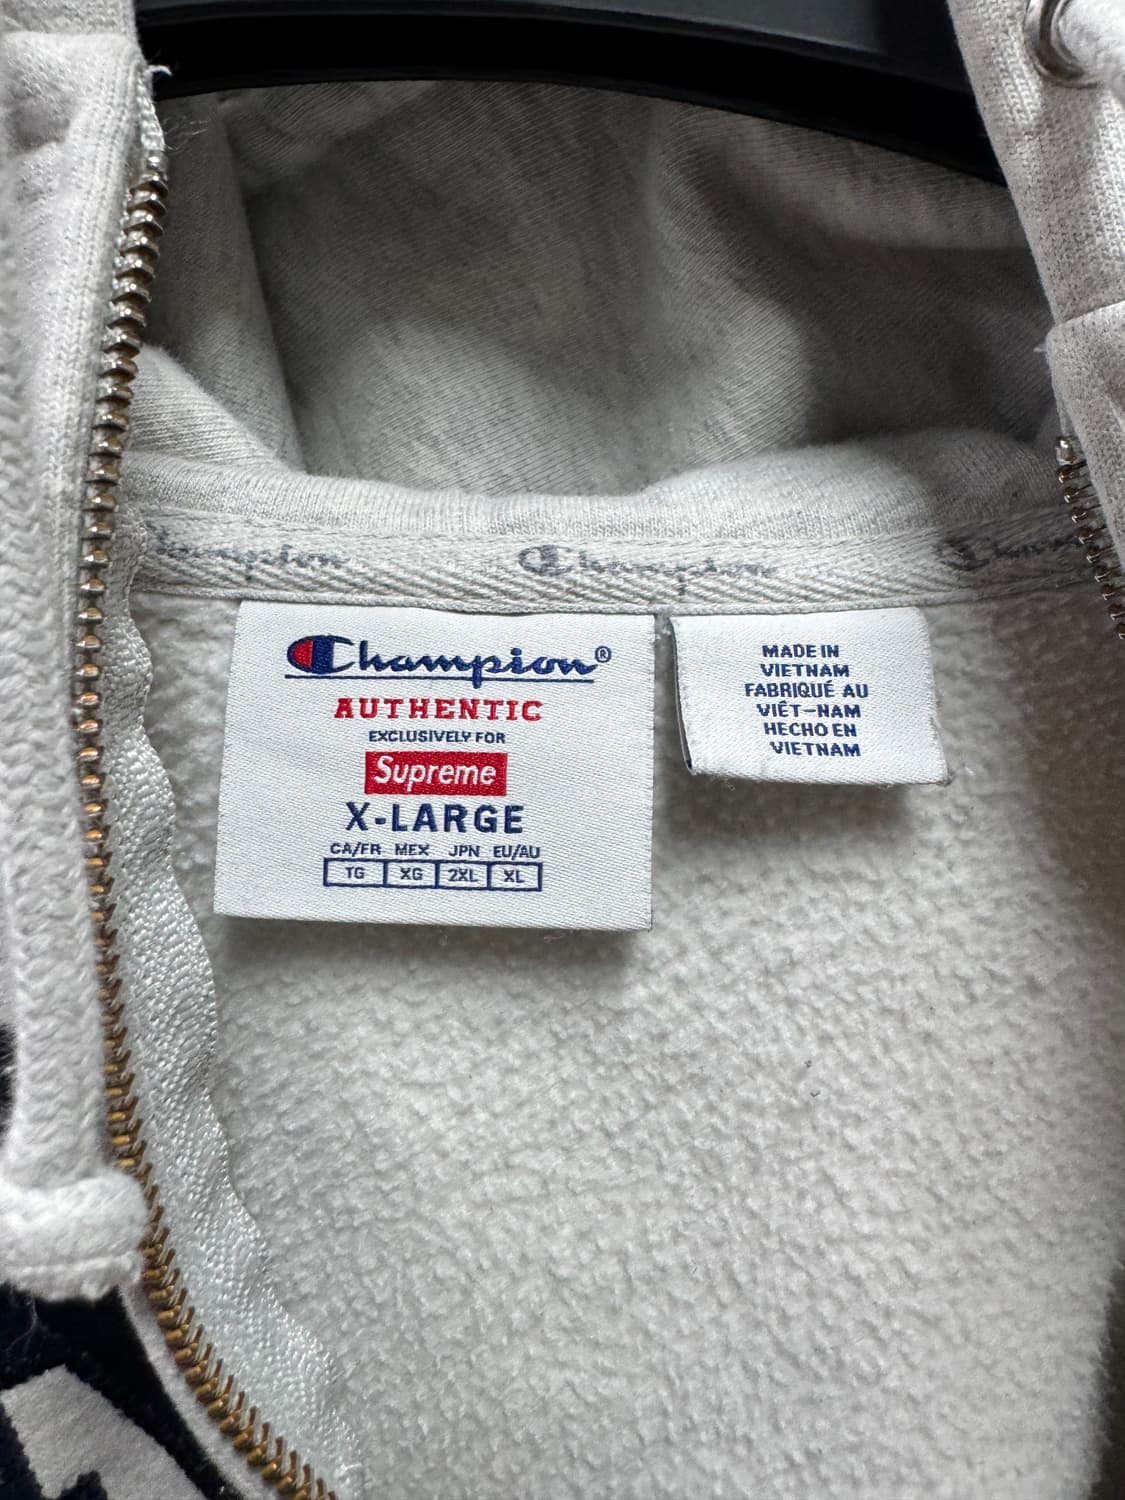 Champion
Champion
Champion®
AUTHENTIC
EXCLUSIVELY FOR
Supreme
X-LARGE
CA/FR MEX JPN EU/AU
TG XG 2XL XL
MADE IN
VIETNAM
FABRIQUÉ AU
VIÊT-NAM
HECHO EN
VIETNAM